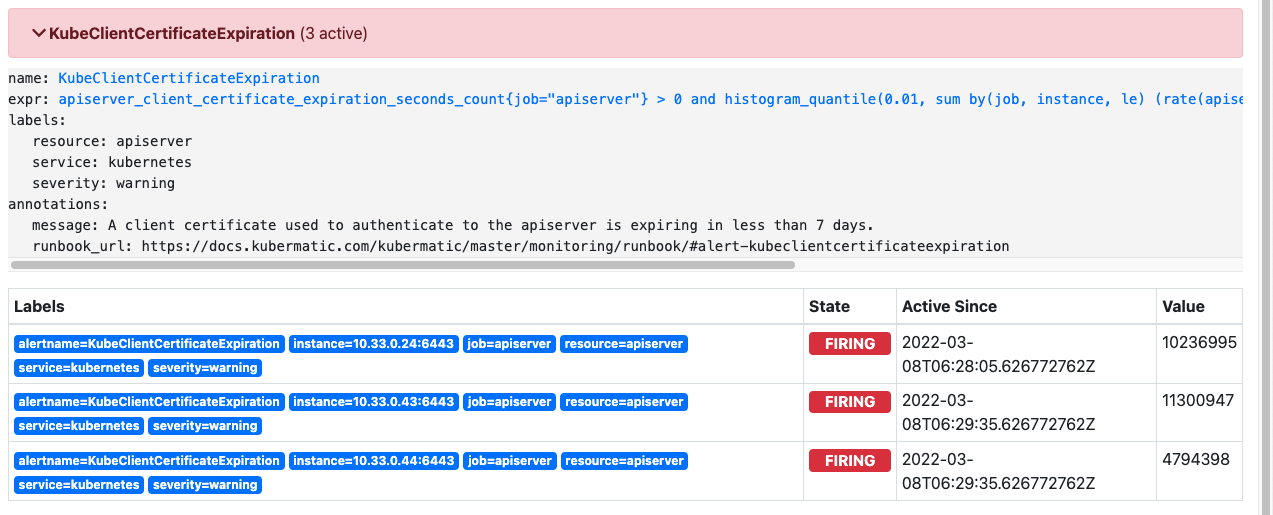 KubeClientCertificateExpiration (3 active)
name: KubeClientCertificateExpiration
expr: apiserver_client_certificate_expiration_seconds_count{job="apiserver"} > 0 and histogram_quantile(0.01, sum by(job, instance, le) (rate(apise
labels:
resource: apiserver
service: kubernetes
severity: warning
annotations:
message: A client certificate used to authenticate to the apiserver is expiring in less than 7 days.
runbook_url: https://docs.kubermatic.com/kubermatic/master/monitoring/runbook/#alert-kubeclientcertificateexpiration
Labels State Active Since Value
alertname=KubeClientCertificateExpiration instance=10.33.0.24:6443 job=apiserver resource=apiserver FIRING 2022-03- 10236995
service=kubernetes severity=warning 08T06:28:05.626772762Z
alertname=KubeClientCertificateExpiration instance=10.33.0.43:6443 job=apiserver resource=apiserver FIRING 2022-03- 11300947
service=kubernetes severity=warning 08T06:29:35.626772762Z
alertname=KubeClientCertificateExpiration instance=10.33.0.44:6443 job=apiserver resource=apiserver FIRING 2022-03- 4794398
service=kubernetes severity=warning 08T06:29:35.626772762Z